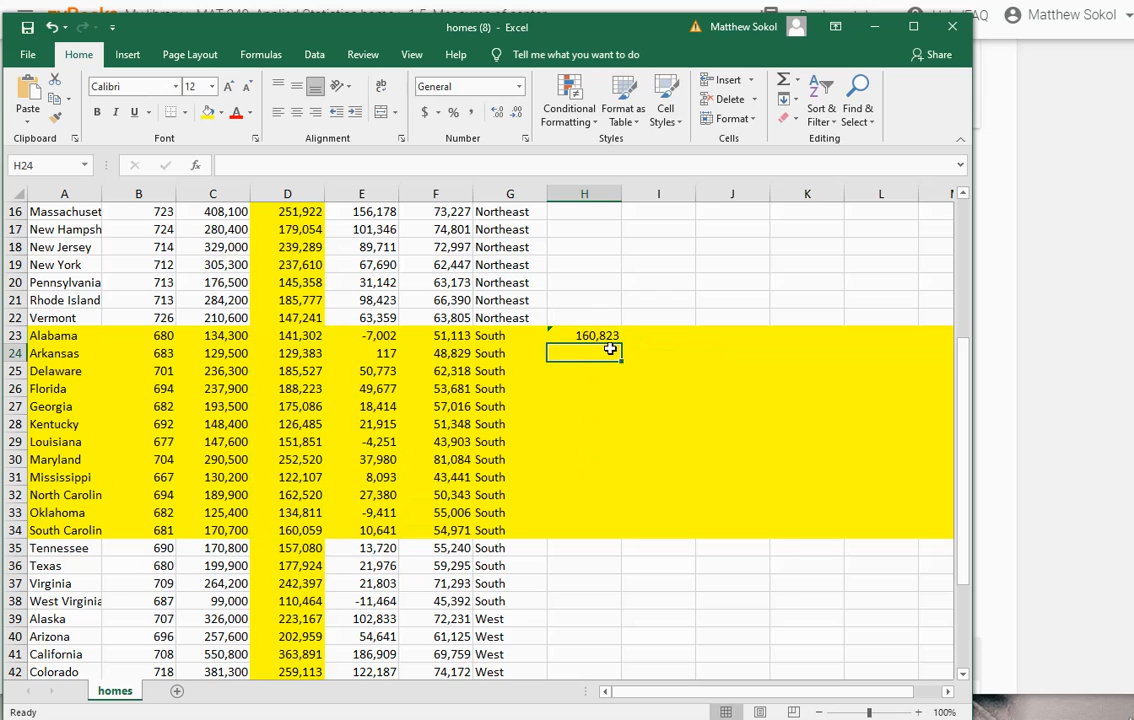 homes (8) - Excel
Matthew Sokol
FAQ
Matthew Sokol
File Home Insert Page Layout Formulas Data Review View Help Tell me what you want to do Share
Calibri 12 General Insert
Paste B I U $ % Conditional Formatting Format as Table Cell Styles Delete Format Sort & Filter Find & Select
Clipboard Font Alignment Number Styles Cells Editing
H24 fx
A B C D E F G H I J K L
16 Massachuset 723 408,100 251,922 156,178 73,227 Northeast
17 New Hampsh 724 280,400 179,054 101,346 74,801 Northeast
18 New Jersey 714 329,000 239,289 89,711 72,997 Northeast
19 New York 712 305,300 237,610 67,690 62,447 Northeast
20 Pennsylvania 713 176,500 145,358 31,142 63,173 Northeast
21 Rhode Island 713 284,200 185,777 98,423 66,390 Northeast
22 Vermont 726 210,600 147,241 63,359 63,805 Northeast
23 Alabama 680 134,300 141,302 -7,002 51,113 South 160,823
24 Arkansas 683 129,500 129,383 117 48,829 South
25 Delaware 701 236,300 185,527 50,773 62,318 South
26 Florida 694 237,900 188,223 49,677 53,681 South
27 Georgia 682 193,500 175,086 18,414 57,016 South
28 Kentucky 692 148,400 126,485 21,915 51,348 South
29 Louisiana 677 147,600 151,851 -4,251 43,903 South
30 Maryland 704 290,500 252,520 37,980 81,084 South
31 Mississippi 667 130,200 122,107 8,093 43,441 South
32 North Carolin 694 189,900 162,520 27,380 50,343 South
33 Oklahoma 682 125,400 134,811 -9,411 55,006 South
34 South Carolin 681 170,700 160,059 10,641 54,971 South
35 Tennessee 690 170,800 157,080 13,720 55,240 South
36 Texas 680 199,900 177,924 21,976 59,295 South
37 Virginia 709 264,200 242,397 21,803 71,293 South
38 West Virginia 687 99,000 110,464 -11,464 45,392 South
39 Alaska 707 326,000 223,167 102,833 72,231 West
40 Arizona 696 257,600 202,959 54,641 61,125 West
41 California 708 550,800 363,891 186,909 69,759 West
42 Colorado 718 381,300 259,113 122,187 74,172 West
homes
Ready 100%